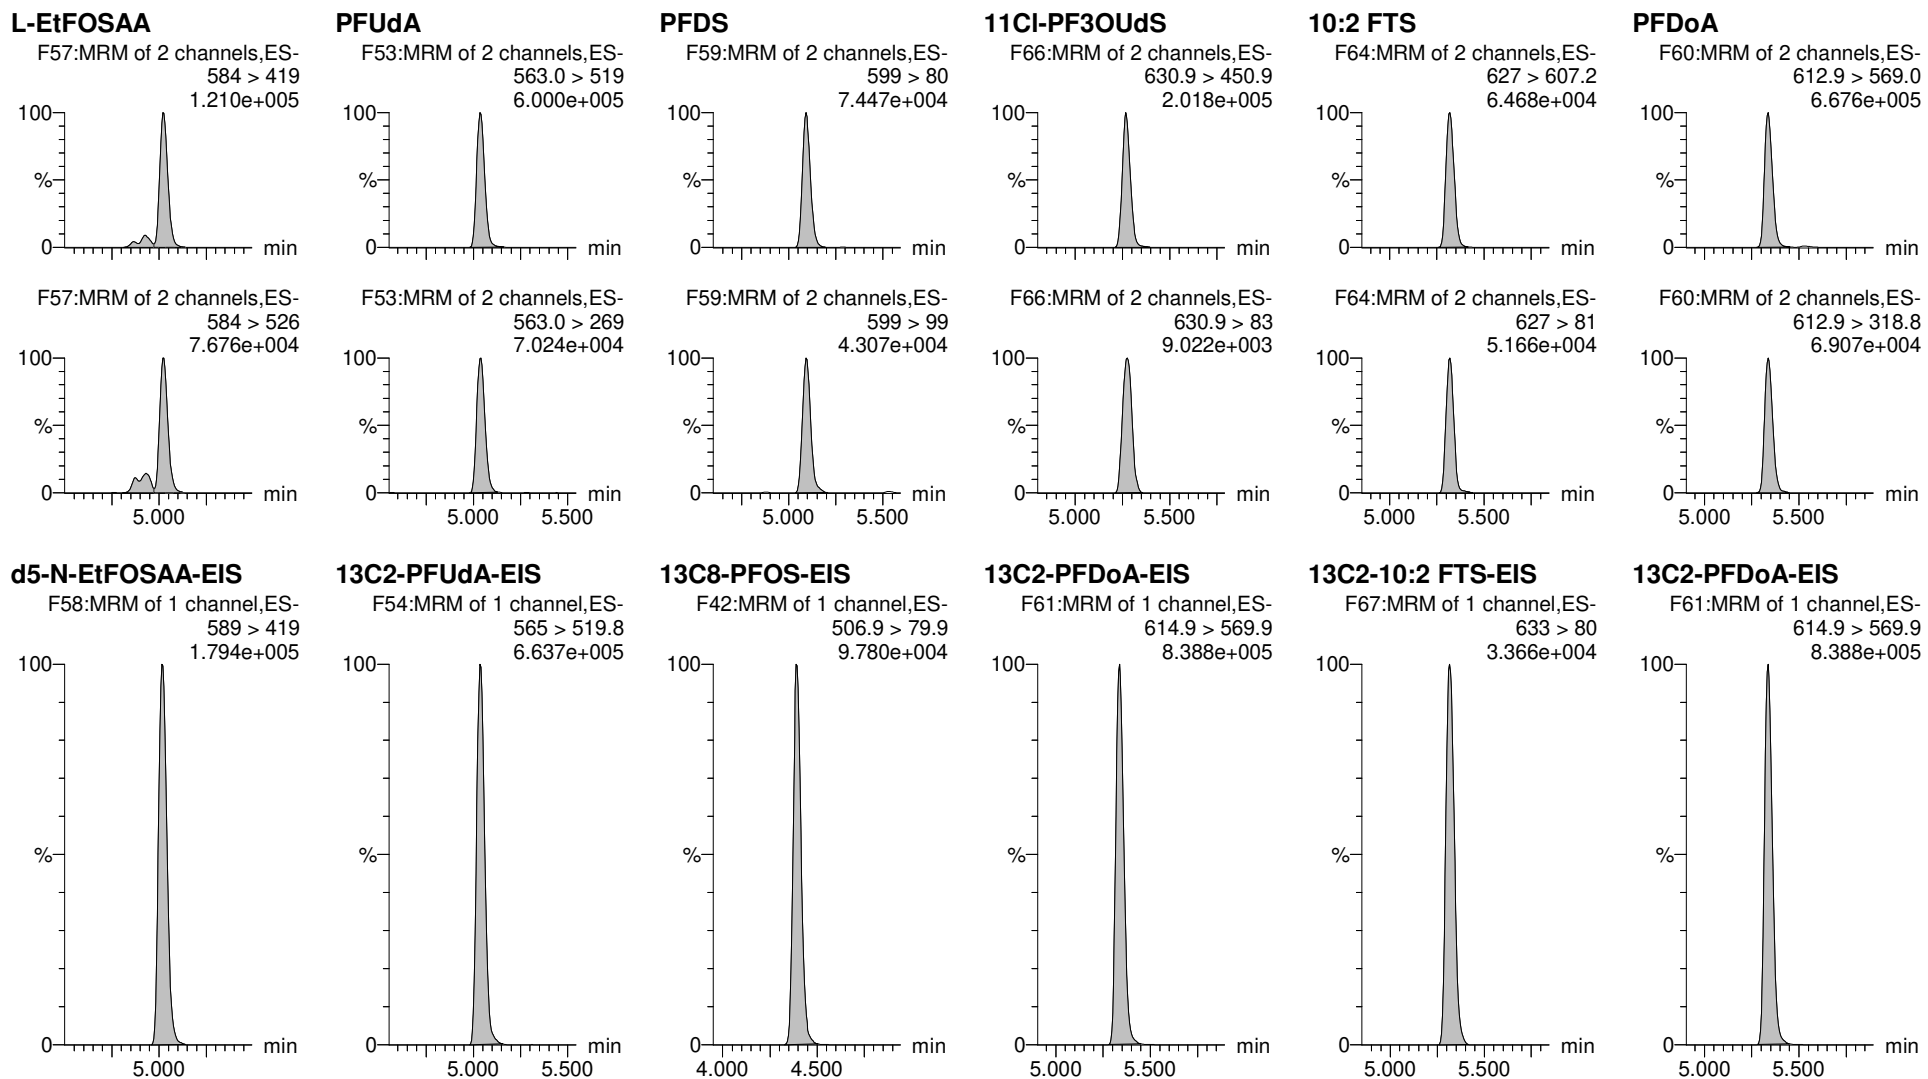 L-EtFOSAA
F57:MRM of 2 channels,ES-
584 > 419
1.210e+005
100
%
0
min
F57:MRM of 2 channels,ES-
584 > 526
7.676e+004
100
%
0
min
5.000
d5-N-EtFOSAA-EIS
F58:MRM of 1 channel,ES-
589 > 419
1.794e+005
100
%
0
min
5.000
PFUdA
F53:MRM of 2 channels,ES-
563.0 > 519
6.000e+005
100
%
0
min
F53:MRM of 2 channels,ES-
563.0 > 269
7.024e+004
100
%
0
min
5.000 5.500
13C2-PFUdA-EIS
F54:MRM of 1 channel,ES-
565 > 519.8
6.637e+005
100
%
0
min
5.000 5.500
PFDS
F59:MRM of 2 channels,ES-
599 > 80
7.447e+004
100
%
0
min
F59:MRM of 2 channels,ES-
599 > 99
4.307e+004
100
%
0
min
5.000 5.500
13C8-PFOS-EIS
F42:MRM of 1 channel,ES-
506.9 > 79.9
9.780e+004
100
%
0
min
4.000 4.500
11Cl-PF3OUdS
F66:MRM of 2 channels,ES-
630.9 > 450.9
2.018e+005
100
%
0
min
F66:MRM of 2 channels,ES-
630.9 > 83
9.022e+003
100
%
0
min
5.000 5.500
13C2-PFDoA-EIS
F61:MRM of 1 channel,ES-
614.9 > 569.9
8.388e+005
100
%
0
min
5.000 5.500
10:2 FTS
F64:MRM of 2 channels,ES-
627 > 607.2
6.468e+004
100
%
0
min
F64:MRM of 2 channels,ES-
627 > 81
5.166e+004
100
%
0
min
5.000 5.500
13C2-10:2 FTS-EIS
F67:MRM of 1 channel,ES-
633 > 80
3.366e+004
100
%
0
min
5.000 5.500
PFDoA
F60:MRM of 2 channels,ES-
612.9 > 569.0
6.676e+005
100
%
0
min
F60:MRM of 2 channels,ES-
612.9 > 318.8
6.907e+004
100
%
0
min
5.000 5.500
13C2-PFDoA-EIS
F61:MRM of 1 channel,ES-
614.9 > 569.9
8.388e+005
100
%
0
min
5.000 5.500